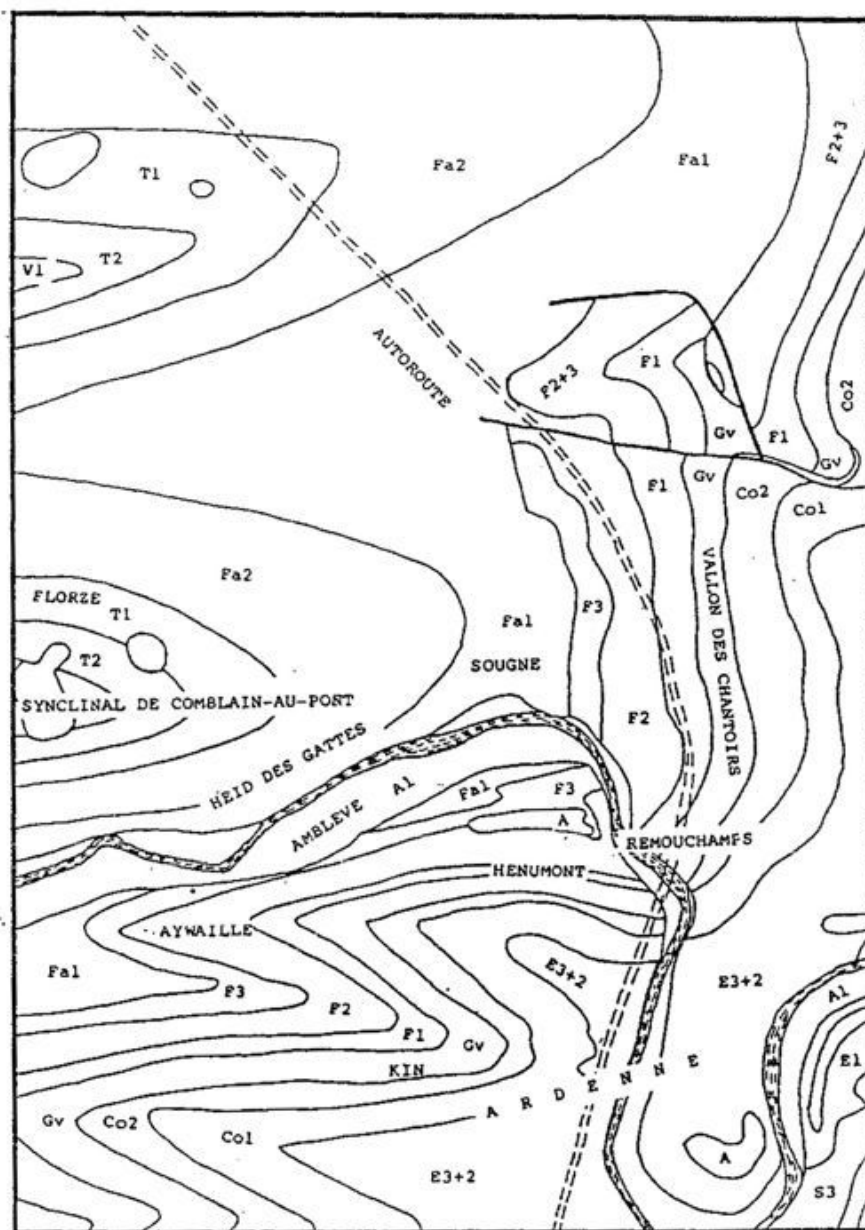 F2+3
Fa2
Fa1
T1
T2
V1
AUTOROUTE
F2+3
F1
Co2
Gv
F1
Gv
F1
Gv
Co2
Co1
Fa2
FLORZE
T1
T2
Fa1
F3
VALLON DES CHANTOIRS
SOUGNE
SYNCLINAL DE COMBLAIN-AU-PONT
F2
HEID DES GATTES
Al
Fa1
F3
AMBLEVE
A
REMOUCHAMPS
HENUMONT
AYWAILLE
Fa1
E3+2
E3+2
Al
F3
F2
F1
Gv
E1
KIN
ARDENNE
Gv
Co2
Co1
E3+2
A
S3